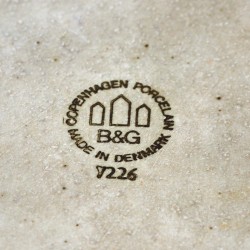 COPENHAGEN PORCELAIN
B&G
MADE IN DENMARK
7226